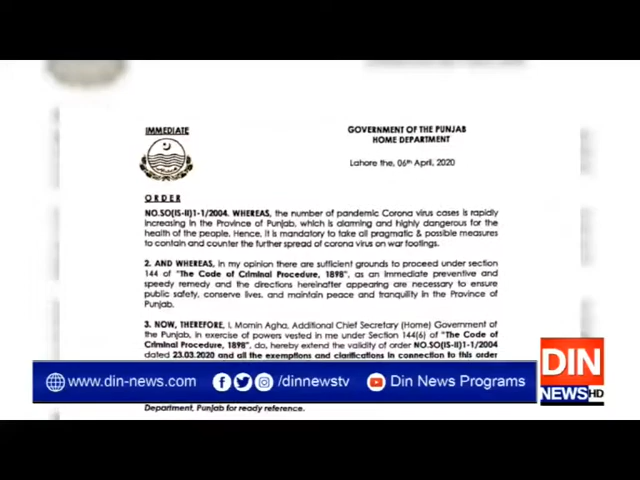 IMMEDIATE
GOVERNMENT OF THE PUNJAB
HOME DEPARTMENT
Lahore the, 06th April, 2020
ORDER
NO.SO(IS-II)1-1/2004. WHEREAS, the number of pandemic Corona virus cases is rapidly
increasing in the Province of Punjab, which is alarming and highly dangerous for the
health of the people. Hence, it is mandatory to take all pragmatic & possible measures
to contain and counter the further spread of corona virus on war footings.
2. AND WHEREAS, in my opinion there are sufficient grounds to proceed under section
144 of "The Code of Criminal Procedure, 1898", as an immediate preventive and
speedy remedy and the directions hereinafter appearing are necessary to ensure
public safety, conserve lives, and maintain peace and tranquility in the Province of
Punjab.
3. NOW, THEREFORE, I, Momin Agha, Additional Chief Secretary (Home) Government of
the Punjab, in exercise of powers vested in me under Section 144(6) of "The Code of
Criminal Procedure, 1898", do, hereby extend the validity of order NO.SO(IS-II)1-1/2004
dated 23.03.2020 and all the exemptions and clarifications in connection to this order
www.din-news.com /dinnewstv Din News Programs
DIN
NEWS HD
Department, Punjab for ready reference.